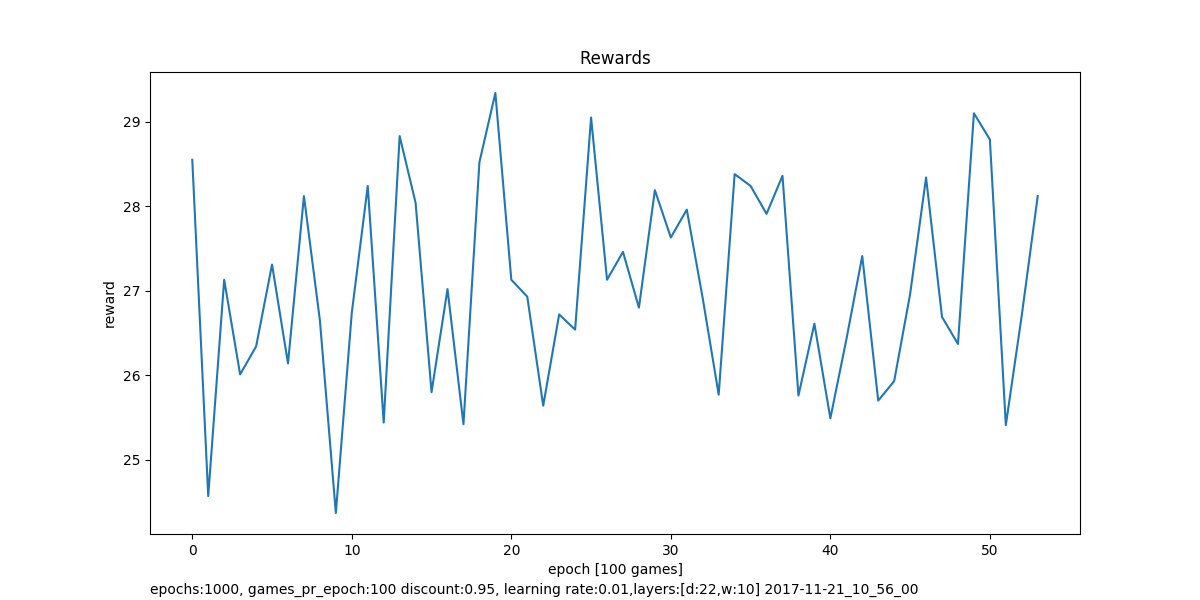 Rewards
29
28
27
26
25
reward
0 10 20 30 40 50
epoch [100 games]
epochs:1000, games_pr_epoch:100 discount:0.95, learning rate:0.01,layers:[d:22,w:10] 2017-11-21_10_56_00